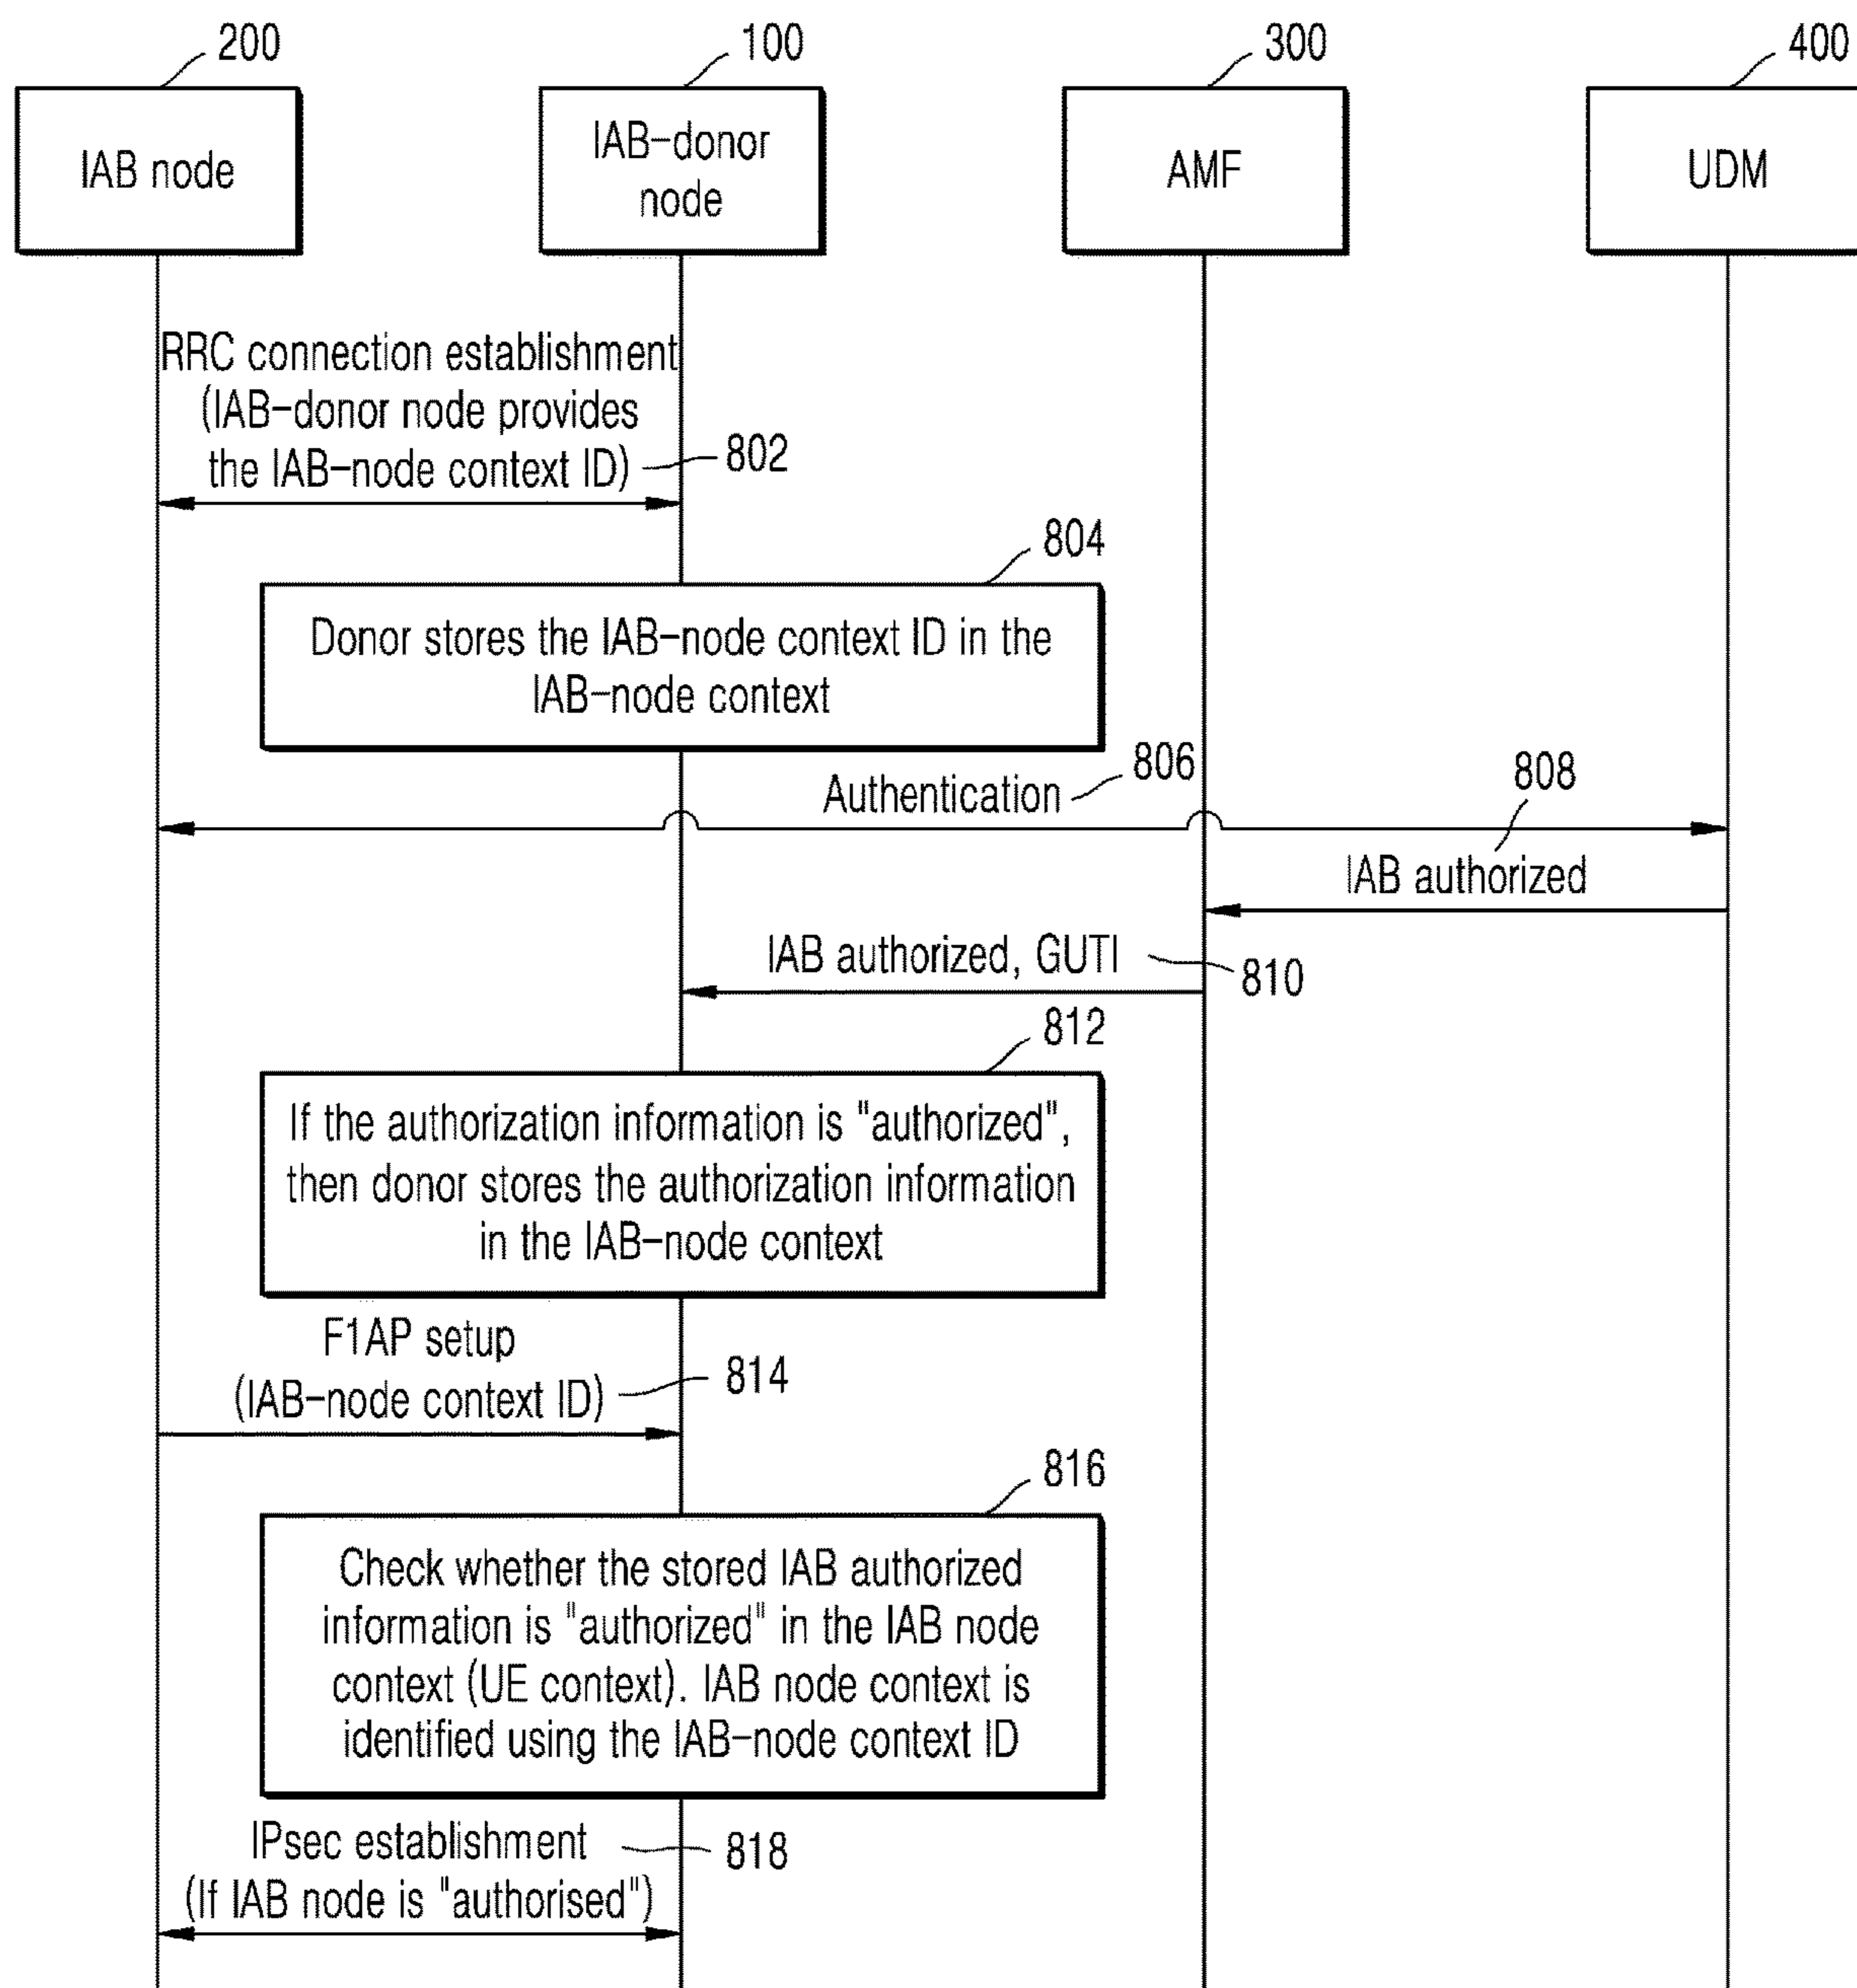 200
100
300
400
IAB node
IAB-donor
node
AMF
UDM
RRC connection establishment
(IAB-donor node provides
the IAB-node context ID)
802
804
Donor stores the IAB-node context ID in the
IAB-node context
806
Authentication
808
IAB authorized
IAB authorized, GUTI
810
812
If the authorization information is "authorized",
then donor stores the authorization information
in the IAB-node context
F1AP setup
(IAB-node context ID)
814
816
Check whether the stored IAB authorized
information is "authorized" in the IAB node
context (UE context). IAB node context is
identified using the IAB-node context ID
IPsec establishment
818
(If IAB node is "authorised")